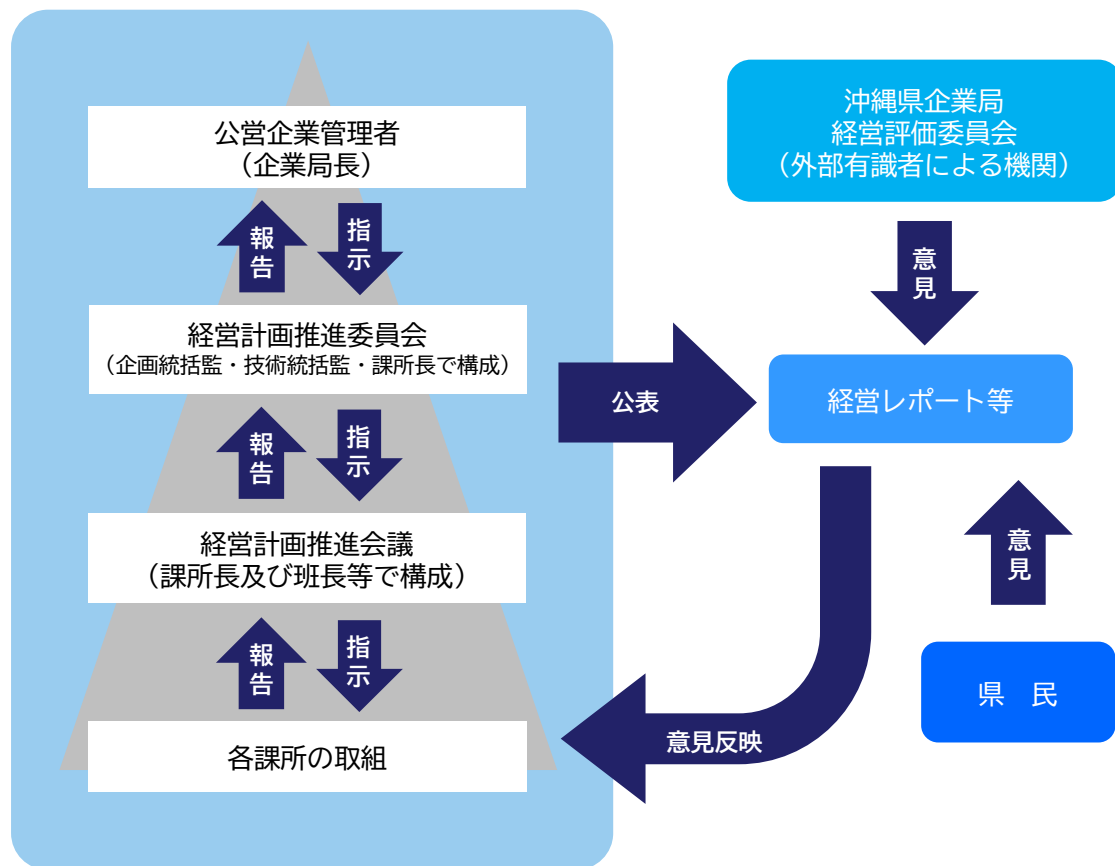 公営企業管理者
（企業局長）
報告
指示
経営計画推進委員会
（企画統括監・技術統括監・課所長で構成）
報告
指示
経営計画推進会議
（課所長及び班長等で構成）
報告
指示
各課所の取組
沖縄県企業局
経営評価委員会
（外部有識者による機関）
意見
公表
経営レポート等
意見
県　民
意見反映